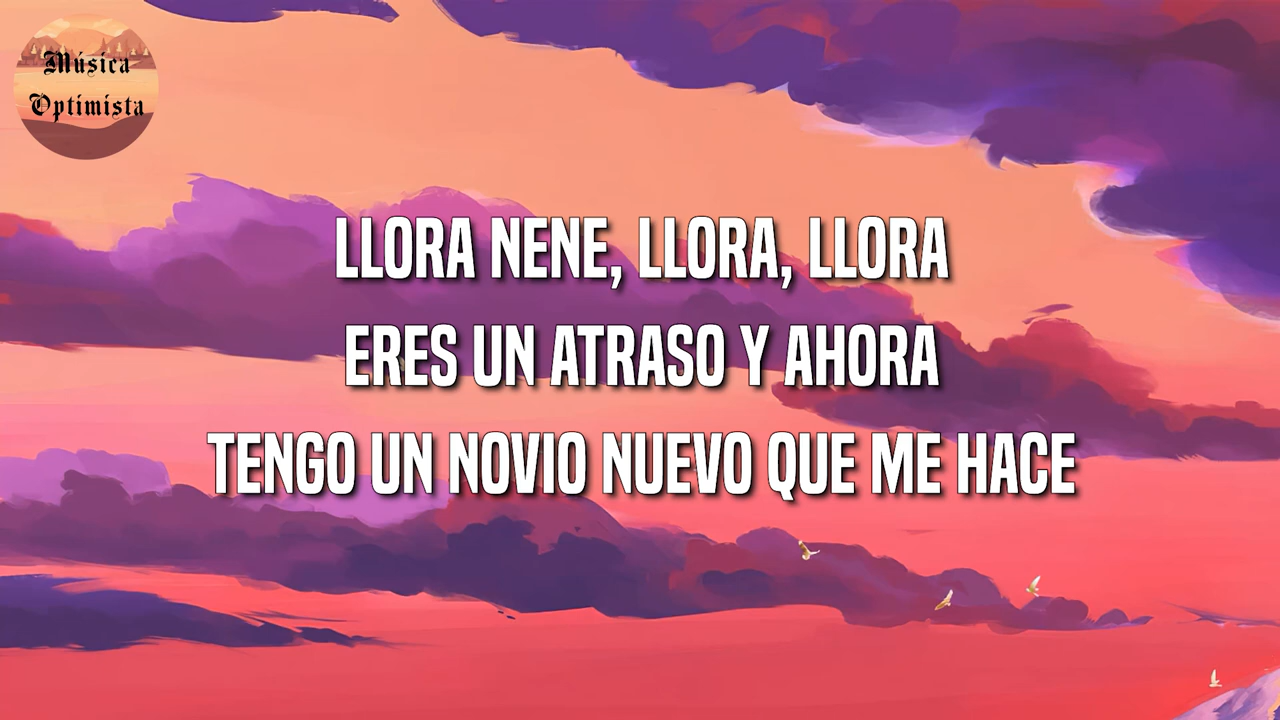 Música
Optimista
LLORA NENE, LLORA, LLORA
ERES UN ATRASO Y AHORA
TENGO UN NOVIO NUEVO QUE ME HACE